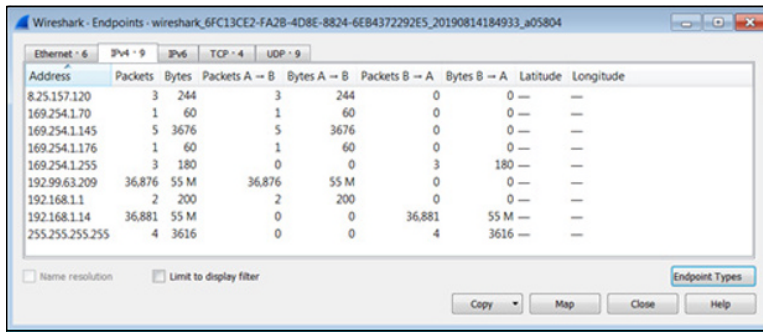 Wireshark - Endpoints - wireshark_6FC13CE2-FA2B-4D8E-8824-6EB4372292E5_20190814184933_a05804
Ethernet · 6 IPv4 · 9 IPv6 TCP · 4 UDP · 9
Address Packets Bytes Packets A → B Bytes A → B Packets B → A Bytes B → A Latitude Longitude
8.25.157.120 3 244 3 244 0 0 — —
169.254.1.70 1 60 1 60 0 0 — —
169.254.1.145 5 3676 5 3676 0 0 — —
169.254.1.176 1 60 1 60 0 0 — —
169.254.1.255 3 180 0 0 3 180 — —
192.99.63.209 36,876 55 M 36,876 55 M 0 0 — —
192.168.1.1 2 200 2 200 0 0 — —
192.168.1.14 36,881 55 M 0 0 36,881 55 M — —
255.255.255.255 4 3616 0 0 4 3616 — —
Name resolution Limit to display filter Endpoint Types
Copy Map Close Help